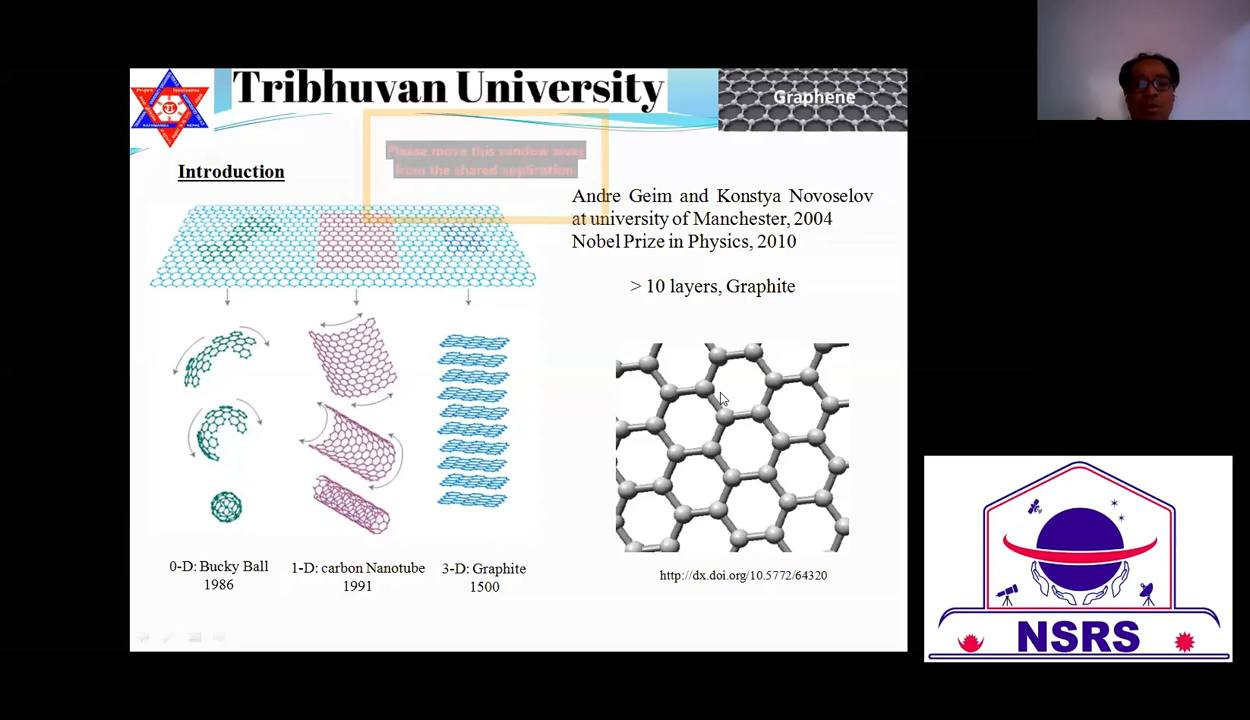 Tribhuvan University
Graphene
Please move this window away
from the shared application
Introduction
Andre Geim and Konstya Novoselov
at university of Manchester, 2004
Nobel Prize in Physics, 2010
> 10 layers, Graphite
0-D: Bucky Ball
1986
1-D: carbon Nanotube
1991
3-D: Graphite
1500
http://dx.doi.org/10.5772/64320
NSRS